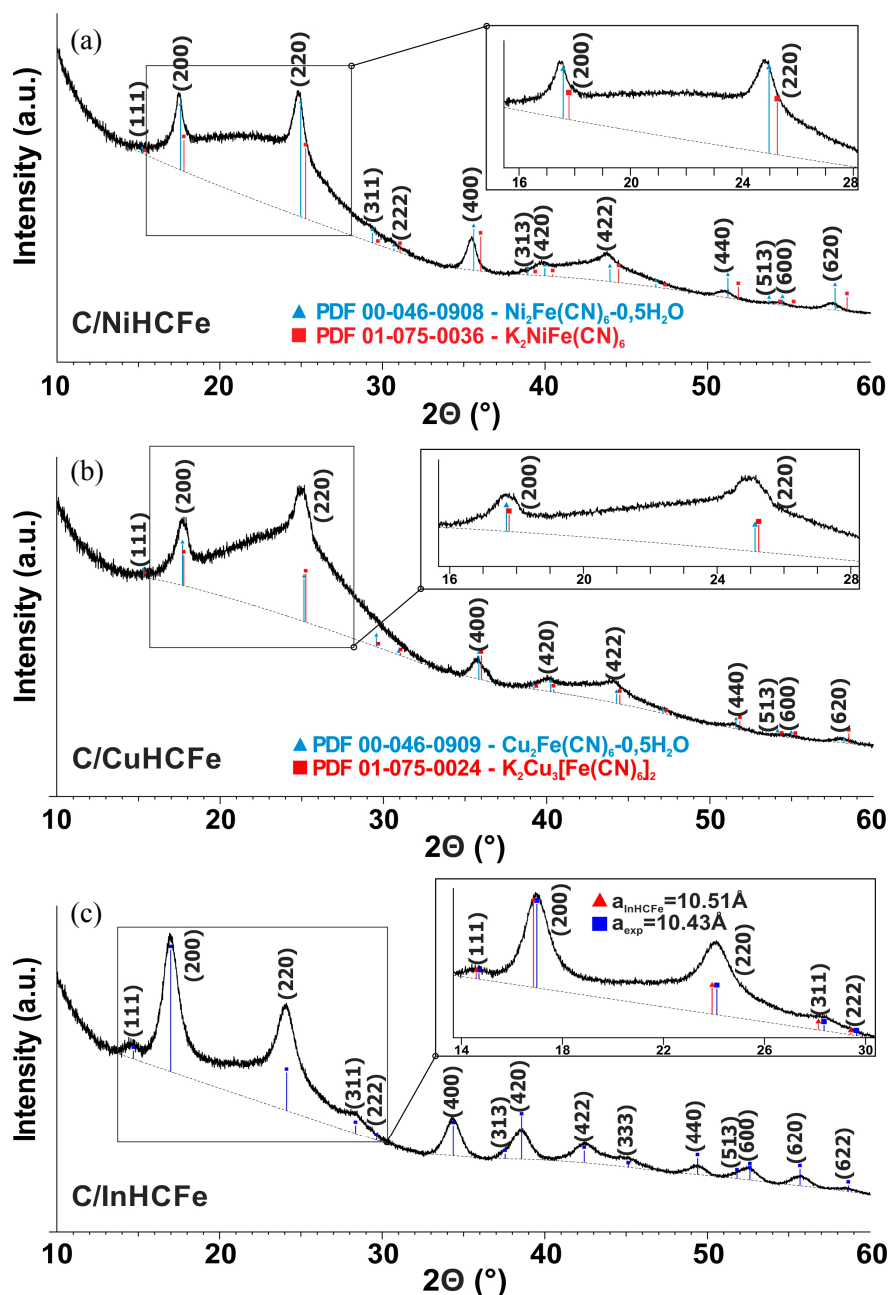 (a)
Intensity (a.u.)
(111)
(200)
(220)
(311)
(222)
(400)
(313)
(420)
(422)
(440)
(513)
(600)
(620)
(200)
(220)
16 20 24 28
C/NiHCFe
▲ PDF 00-046-0908 - Ni₂Fe(CN)₆-0,5H₂O
■ PDF 01-075-0036 - K₂NiFe(CN)₆
10 20 30 40 50 60
2Θ (°)
(b)
Intensity (a.u.)
(111)
(200)
(220)
(400)
(420)
(422)
(440)
(513)
(600)
(620)
(200)
(220)
16 20 24 28
C/CuHCFe
▲ PDF 00-046-0909 - Cu₂Fe(CN)₆-0,5H₂O
■ PDF 01-075-0024 - K₂Cu₃[Fe(CN)₆]₂
10 20 30 40 50 60
2Θ (°)
(c)
Intensity (a.u.)
(111)
(200)
(220)
(311)
(222)
(400)
(313)
(420)
(422)
(333)
(440)
(513)
(600)
(620)
(622)
(111)
(200)
(220)
(311)
(222)
▲ a_InHCFe=10.51Å
■ a_exp=10.43Å
14 18 22 26 30
C/InHCFe
10 20 30 40 50 60
2Θ (°)